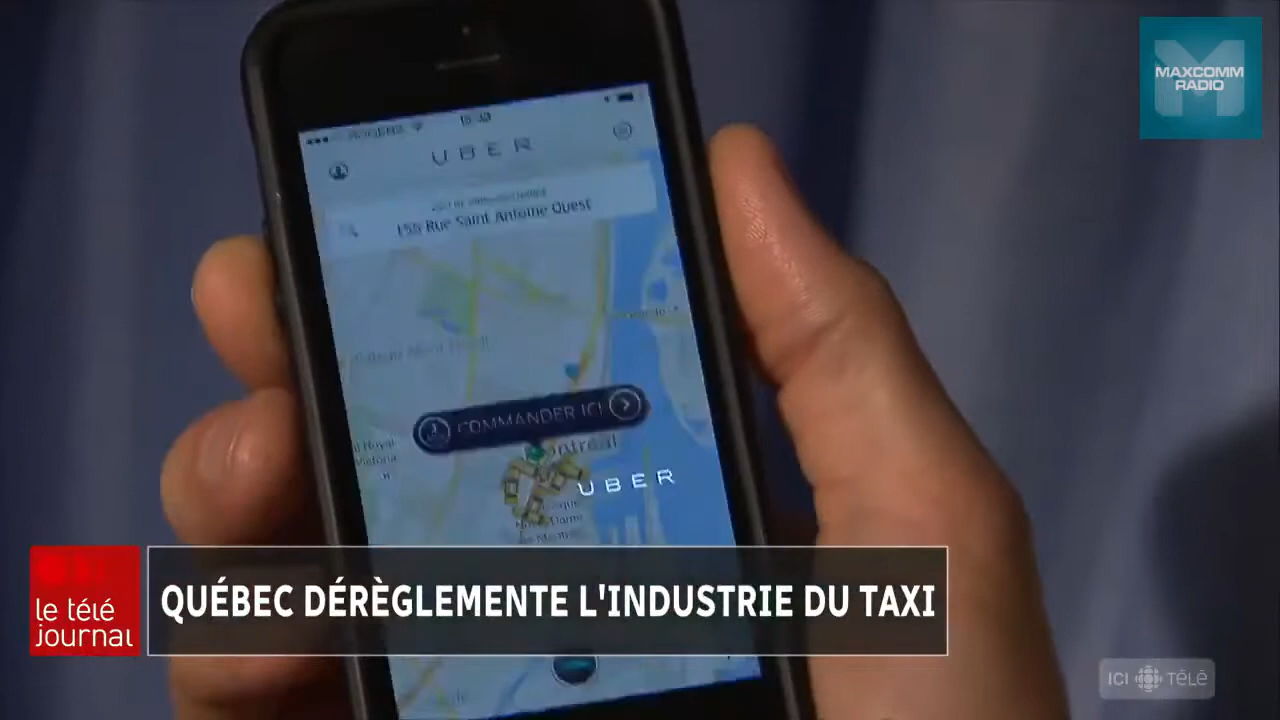 MAXCOMM
RADIO
UBER
155 Rue Saint Antoine Ouest
COMMANDER ICI
Montréal
UBER
le télé
journal
QUÉBEC DÉRÈGLEMENTE L'INDUSTRIE DU TAXI
ICI TÉLÉ